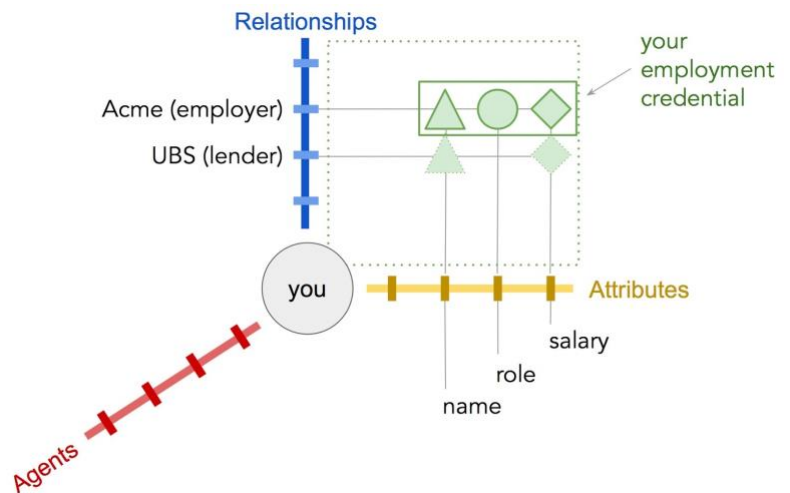 Relationships
your
employment
credential
Acme (employer)
UBS (lender)
you
Attributes
salary
role
name
Agents